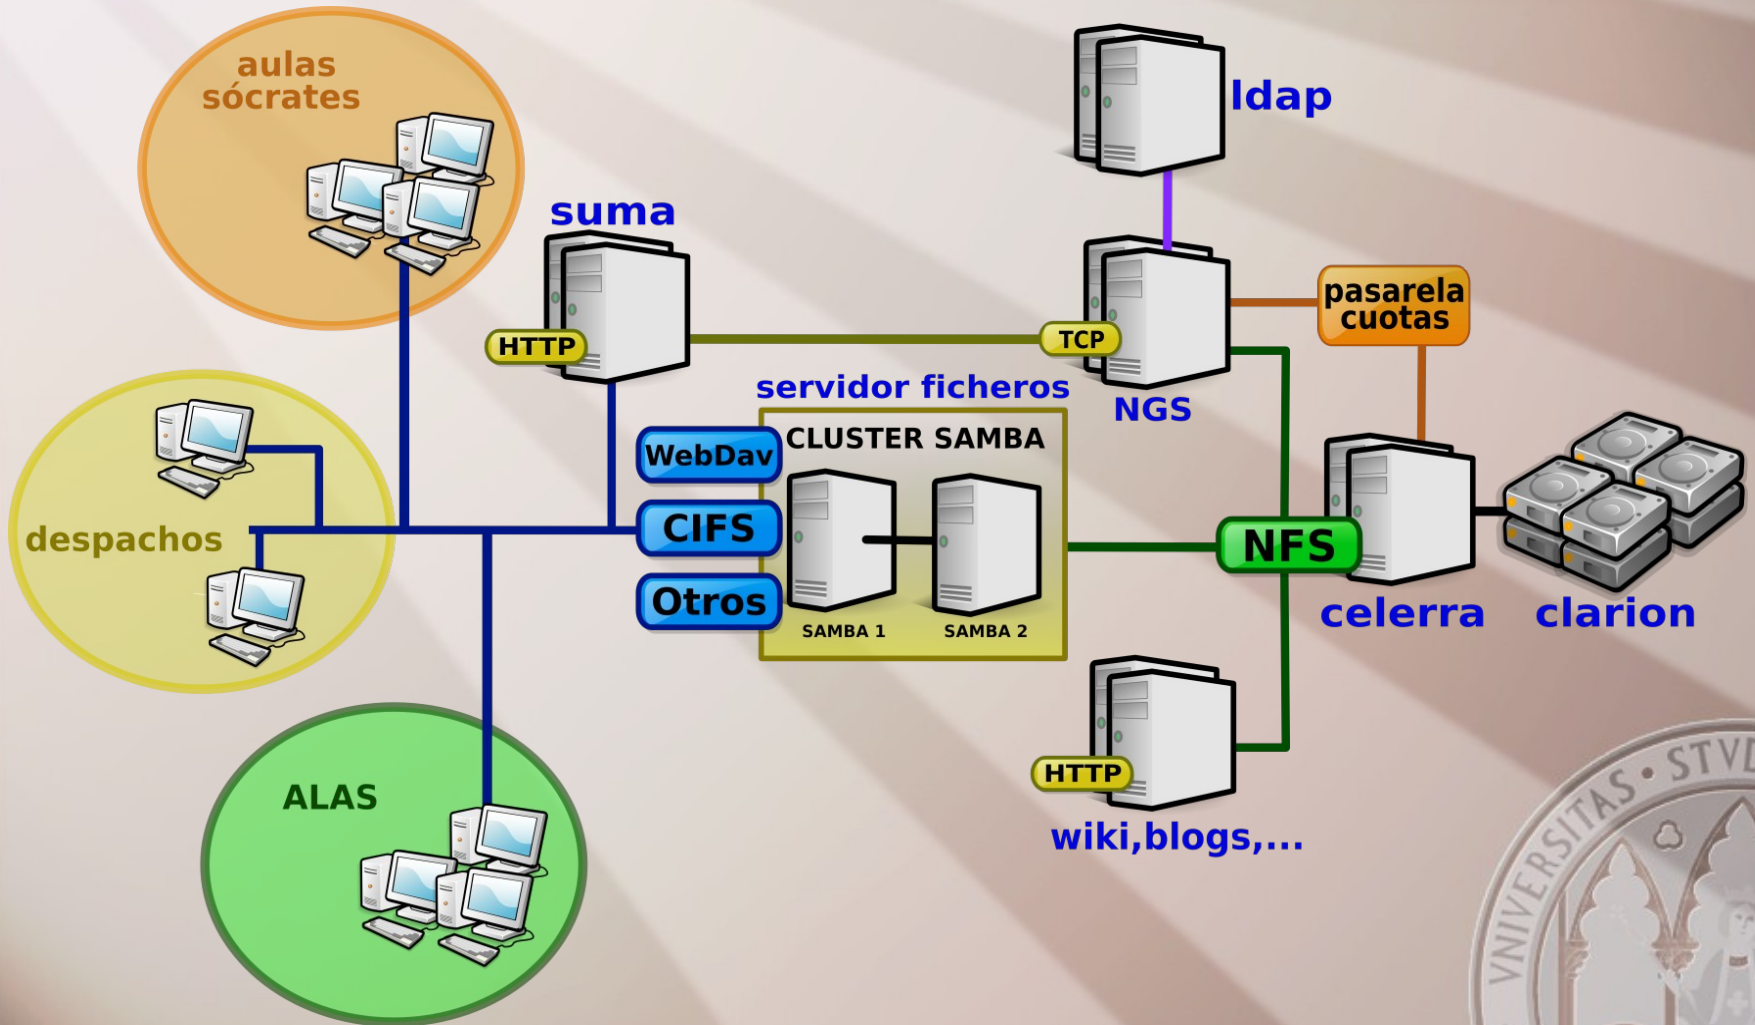 aulas
sócrates
ldap
suma
HTTP
TCP
NGS
pasarela
cuotas
servidor ficheros
CLUSTER SAMBA
WebDav
CIFS
Otros
SAMBA 1
SAMBA 2
NFS
celerra
clarion
despachos
ALAS
HTTP
wiki,blogs,...
VNIVERSITAS • STVD